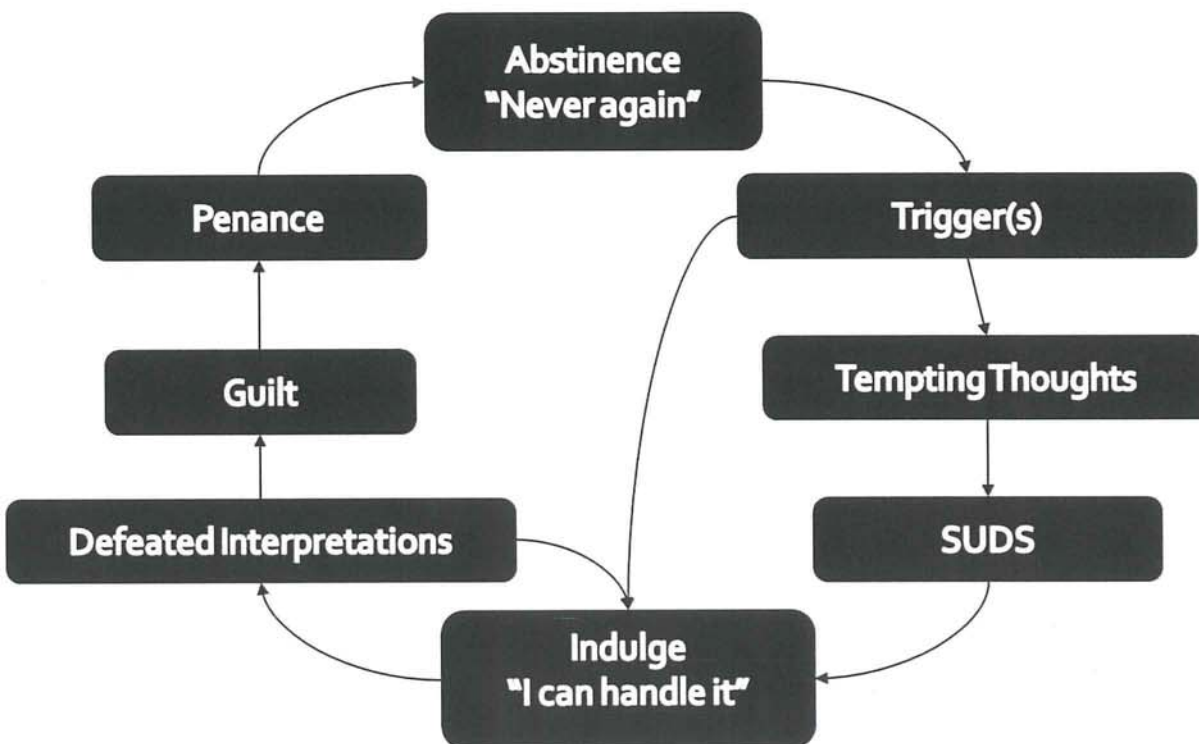 Abstinence
"Never again"
Trigger(s)
Tempting Thoughts
SUDS
Indulge
"I can handle it"
Defeated Interpretations
Guilt
Penance